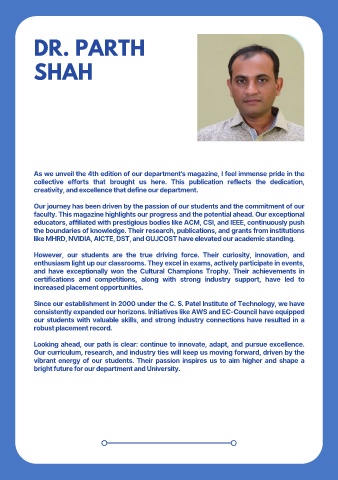 DR. PARTH
SHAH
As we unveil the 4th edition of our department's magazine, I feel immense pride in the
collective efforts that brought us here. This publication reflects the dedication,
creativity, and excellence that define our department.
Our journey has been driven by the passion of our students and the commitment of our
faculty. This magazine highlights our progress and the potential ahead. Our exceptional
educators, affiliated with prestigious bodies like ACM, CSI, and IEEE, continuously push
the boundaries of knowledge. Their research, publications, and grants from institutions
like MHRD, NVIDIA, AICTE, DST, and GUJCOST have elevated our academic standing.
However, our students are the true driving force. Their curiosity, innovation, and
enthusiasm light up our classrooms. They excel in exams, actively participate in events,
and have exceptionally won the Cultural Champions Trophy. Their achievements in
certifications and competitions, along with strong industry support, have led to
increased placement opportunities.
Since our establishment in 2000 under the C. S. Patel Institute of Technology, we have
consistently expanded our horizons. Initiatives like AWS and EC-Council have equipped
our students with valuable skills, and strong industry connections have resulted in a
robust placement record.
Looking ahead, our path is clear: continue to innovate, adapt, and pursue excellence.
Our curriculum, research, and industry ties will keep us moving forward, driven by the
vibrant energy of our students. Their passion inspires us to aim higher and shape a
bright future for our department and University.